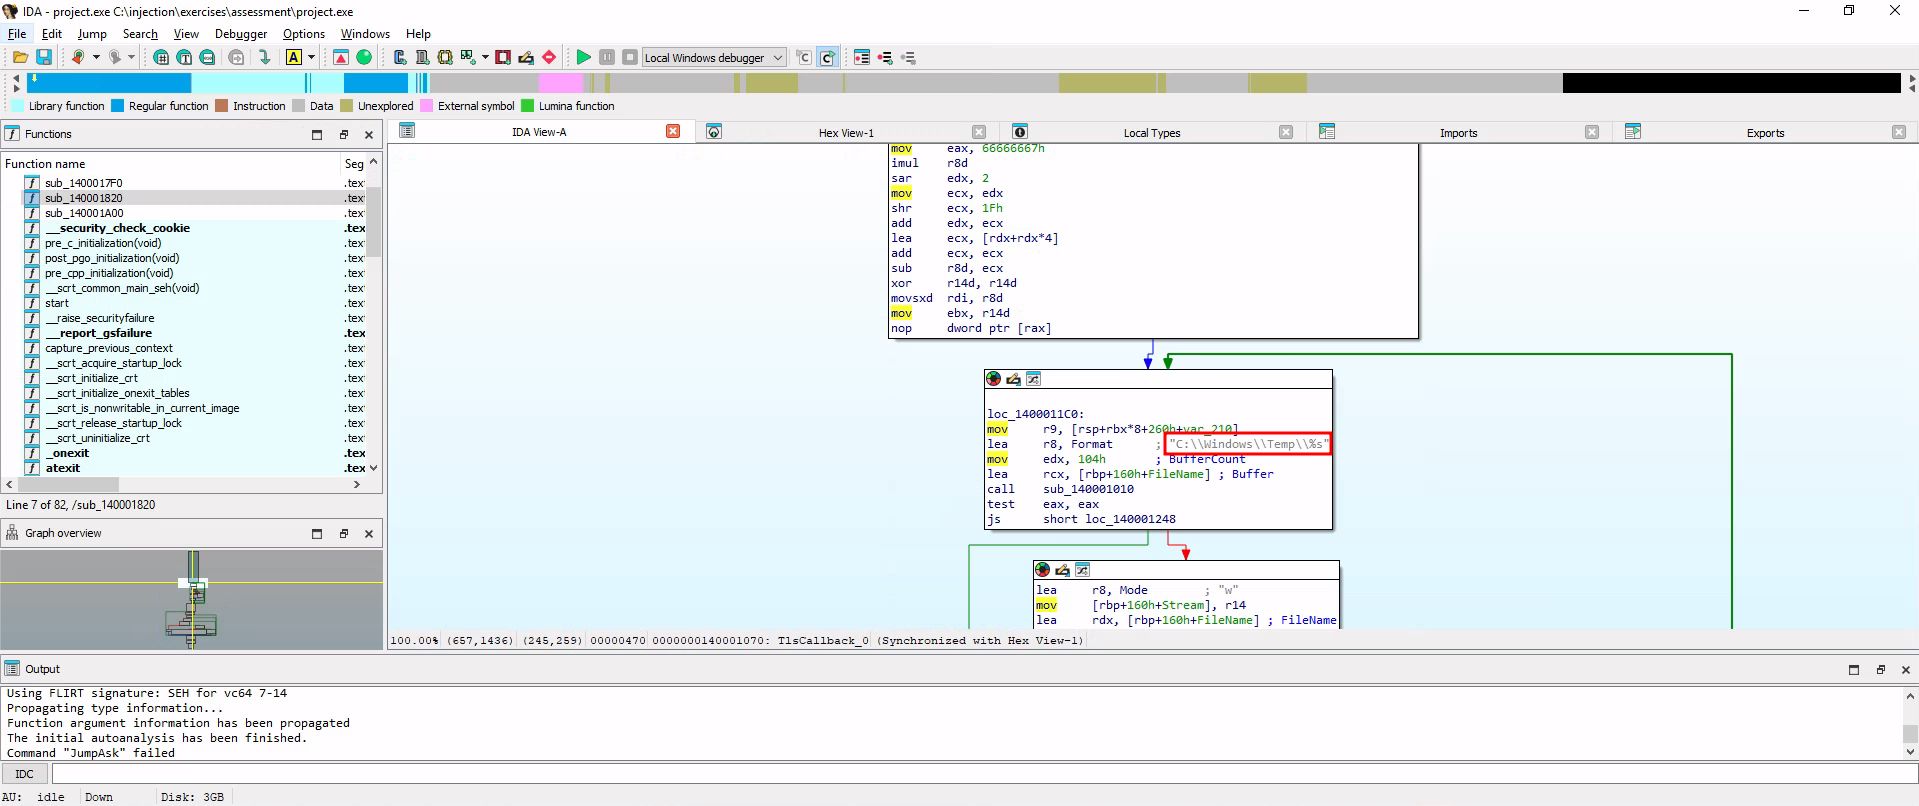 IDA - project.exe C:\injection\exercises\assessment\project.exe
File Edit Jump Search View Debugger Options Windows Help
Local Windows debugger
Library function Regular function Instruction Data Unexplored External symbol Lumina function
Functions
IDA View-A Hex View-1 Local Types Imports Exports
Function name Seg
sub_1400017F0 .tex
sub_140001820 .tex
sub_140001A00 .tex
__security_check_cookie .tex
pre_c_initialization(void) .tex
post_pgo_initialization(void) .tex
pre_cpp_initialization(void) .tex
__scrt_common_main_seh(void) .tex
start .tex
__raise_securityfailure .tex
__report_gsfailure .tex
capture_previous_context .tex
__scrt_acquire_startup_lock .tex
__scrt_initialize_crt .tex
__scrt_initialize_onexit_tables .tex
__scrt_is_nonwritable_in_current_image .tex
__scrt_release_startup_lock .tex
__scrt_uninitialize_crt .tex
_onexit .tex
atexit .tex
Line 7 of 82, /sub_140001820
Graph overview
mov eax, 66666667h
imul r8d
sar edx, 2
mov ecx, edx
shr ecx, 1Fh
add edx, ecx
lea ecx, [rdx+rdx*4]
add ecx, ecx
sub r8d, ecx
xor r14d, r14d
movsxd rdi, r8d
mov ebx, r14d
nop dword ptr [rax]
loc_1400011C0:
mov r9, [rsp+rbx*8+260h+var_210]
lea r8, Format ; "C:\\Windows\\Temp\\%s"
mov edx, 104h ; BufferCount
lea rcx, [rbp+160h+FileName] ; Buffer
call sub_140001010
test eax, eax
js short loc_140001248
lea r8, Mode ; "w"
mov [rbp+160h+Stream], r14
lea rdx, [rbp+160h+FileName] ; FileName
100.00% (657,1436) (245,259) 00000470 0000000140001070: TlsCallback_0 (Synchronized with Hex View-1)
Output
Using FLIRT signature: SEH for vc64 7-14
Propagating type information...
Function argument information has been propagated
The initial autoanalysis has been finished.
Command "JumpAsk" failed
IDC
AU: idle Down Disk: 3GB